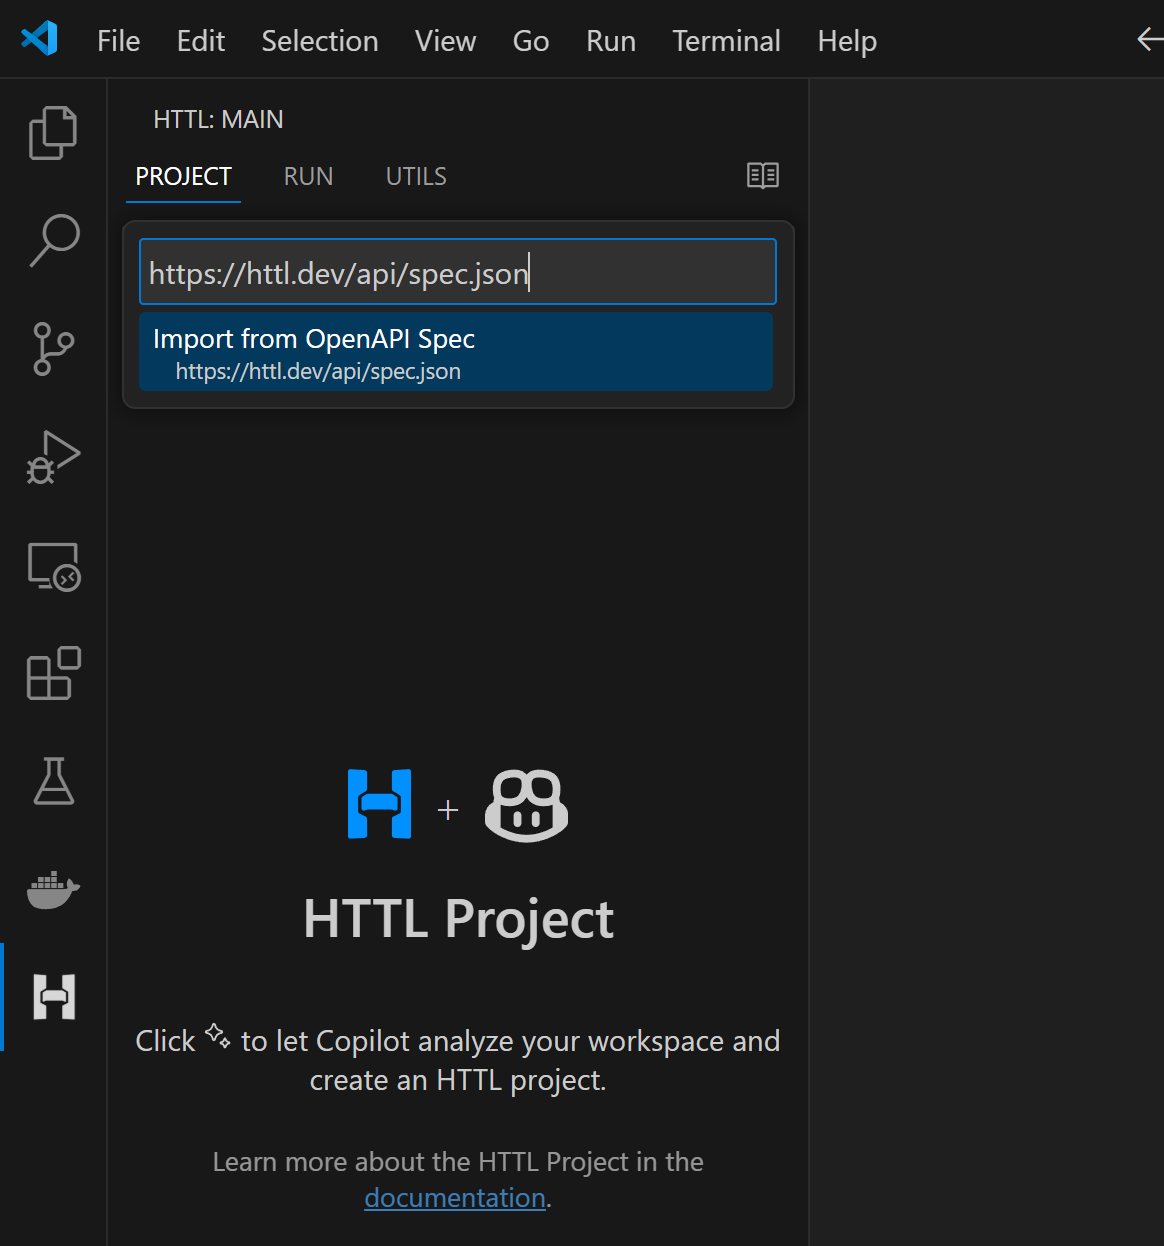 File Edit Selection View Go Run Terminal Help
HTTL: MAIN
PROJECT RUN UTILS
https://httl.dev/api/spec.json
Import from OpenAPI Spec
https://httl.dev/api/spec.json
+
HTTL Project
Click to let Copilot analyze your workspace and
create an HTTL project.
Learn more about the HTTL Project in the
documentation.